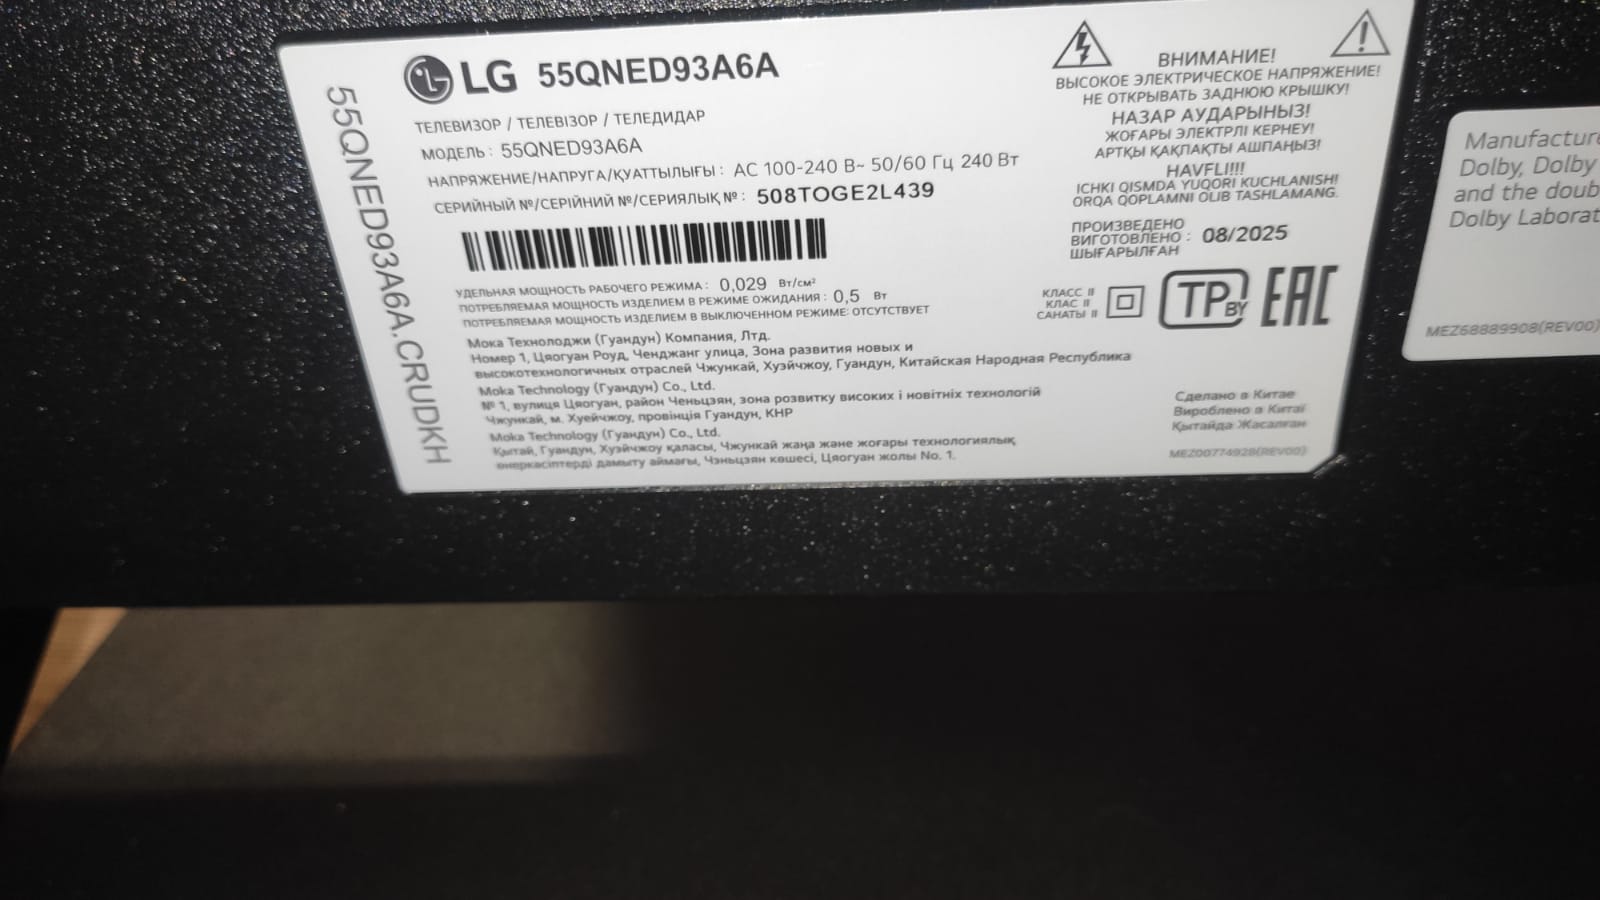 LG 55QNED93A6A
ТЕЛЕВИЗОР / ТЕЛЕВІЗОР / ТЕЛЕДИДАР
МОДЕЛЬ : 55QNED93A6A
НАПРЯЖЕНИЕ/НАПРУГА/ҚУАТТЫЛЫҒЫ : AC 100-240 В~ 50/60 Гц 240 Вт
СЕРИЙНЫЙ №/СЕРІЙНИЙ №/СЕРИЯЛЫҚ № : 508TOGE2L439
УДЕЛЬНАЯ МОЩНОСТЬ РАБОЧЕГО РЕЖИМА : 0,029 Вт/см²
ПОТРЕБЛЯЕМАЯ МОЩНОСТЬ ИЗДЕЛИЕМ В РЕЖИМЕ ОЖИДАНИЯ : 0,5 Вт
ПОТРЕБЛЯЕМАЯ МОЩНОСТЬ ИЗДЕЛИЕМ В ВЫКЛЮЧЕННОМ РЕЖИМЕ: ОТСУТСТВУЕТ
Мока Технолоджи (Гуандун) Компания, Лтд.
Номер 1, Цяогуан Роуд, Ченджанг улица, Зона развития новых и
высокотехнологичных отраслей Чжункай, Хуэйчжоу, Гуандун, Китайская Народная Республика
Moka Technology (Гуандун) Co., Ltd.
№ 1, вулиця Цяогуан, район Ченьцзян, зона розвитку високих і новітніх технологій
Чжункай, м. Хуейчжоу, провінція Гуандун, КНР
Moka Technology (Гуандун) Co., Ltd.
Қытай, Гуандун, Хуэйчжоу қаласы, Чжункай жаңа және жоғары технологиялық
өнеркәсіптерді дамыту аймағы, Чэньцзян көшесі, Цяогуан жолы No. 1.
55QNED93A6A.CRUDKH
ВНИМАНИЕ!
ВЫСОКОЕ ЭЛЕКТРИЧЕСКОЕ НАПРЯЖЕНИЕ!
НЕ ОТКРЫВАТЬ ЗАДНЮЮ КРЫШКУ!
НАЗАР АУДАРЫНЫЗ!
ЖОҒАРЫ ЭЛЕКТРЛІ КЕРНЕУ!
АРТҚЫ ҚАҚПАҚТЫ АШПАҢЫЗ!
HAVFLI!!!!
ICHKI QISMDA YUQORI KUCHLANISH!
ORQA QOPLAMNI OLIB TASHLAMANG.
ПРОИЗВЕДЕНО
ВИГОТОВЛЕНО : 08/2025
ШЫҒАРЫЛҒАН
КЛАСС II
КЛАС II
САНАТЫ II
ТР BY EAC
Сделано в Китае
Вироблено в Китаї
Қытайда Жасалған
MEZ00774928(REV00)
Manufactur
Dolby, Dolby
and the doub
Dolby Laborat
MEZ68889908(REV00)